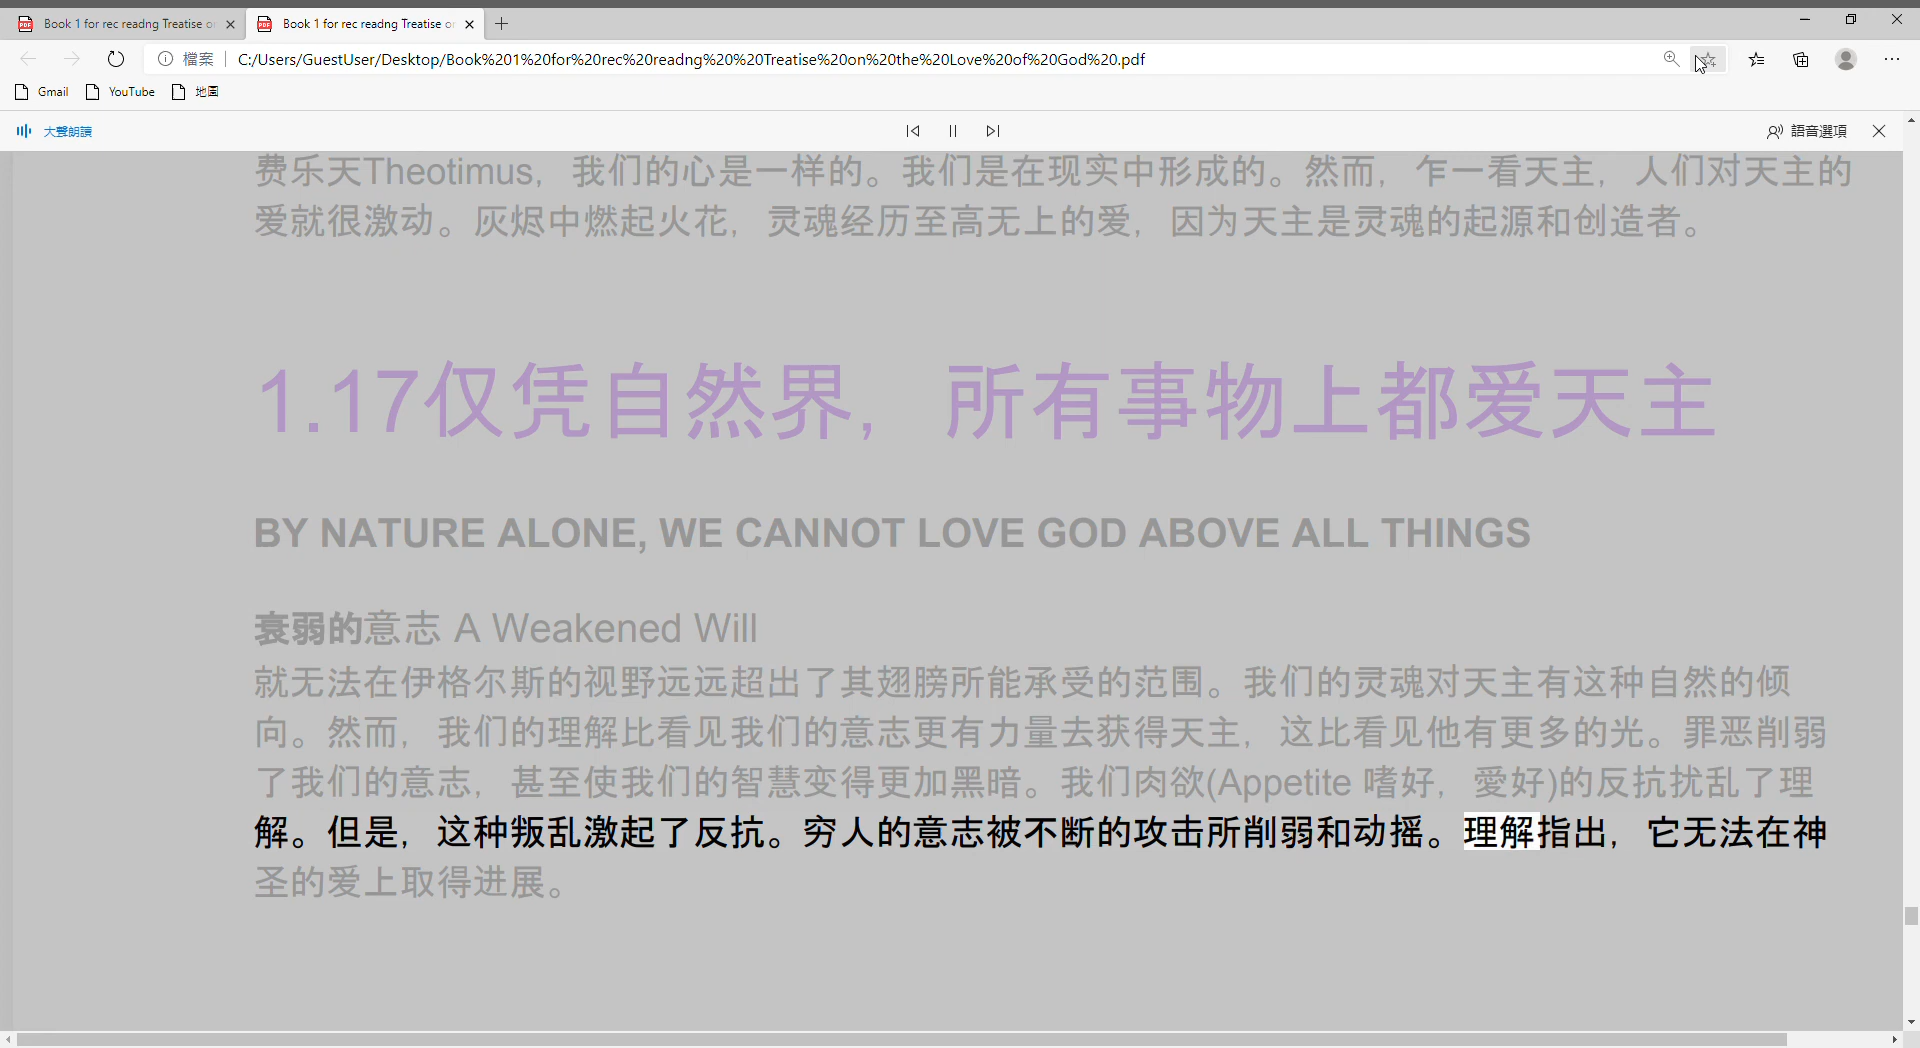 Book 1 for rec readng Treatise or
Book 1 for rec readng Treatise or
檔案
C:/Users/GuestUser/Desktop/Book%201%20for%20rec%20readng%20%20Treatise%20on%20the%20Love%20of%20God%20.pdf
Gmail YouTube 地圖
大聲朗讀
語音選項
费乐天Theotimus，我们的心是一样的。我们是在现实中形成的。然而，乍一看天主，人们对天主的
爱就很激动。灰烬中燃起火花，灵魂经历至高无上的爱，因为天主是灵魂的起源和创造者。
1.17仅凭自然界，所有事物上都爱天主
BY NATURE ALONE, WE CANNOT LOVE GOD ABOVE ALL THINGS
衰弱的意志 A Weakened Will
就无法在伊格尔斯的视野远远超出了其翅膀所能承受的范围。我们的灵魂对天主有这种自然的倾
向。然而，我们的理解比看见我们的意志更有力量去获得天主，这比看见他有更多的光。罪恶削弱
了我们的意志，甚至使我们的智慧变得更加黑暗。我们肉欲(Appetite 嗜好，愛好)的反抗扰乱了理
解。但是，这种叛乱激起了反抗。穷人的意志被不断的攻击所削弱和动摇。理解指出，它无法在神
圣的爱上取得进展。